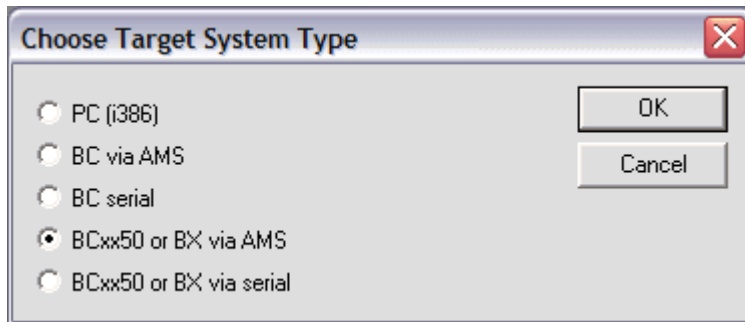 Choose Target System Type
PC (i386)
OK
BC via AMS
Cancel
BC serial
BCxx50 or BX via AMS
BCxx50 or BX via serial